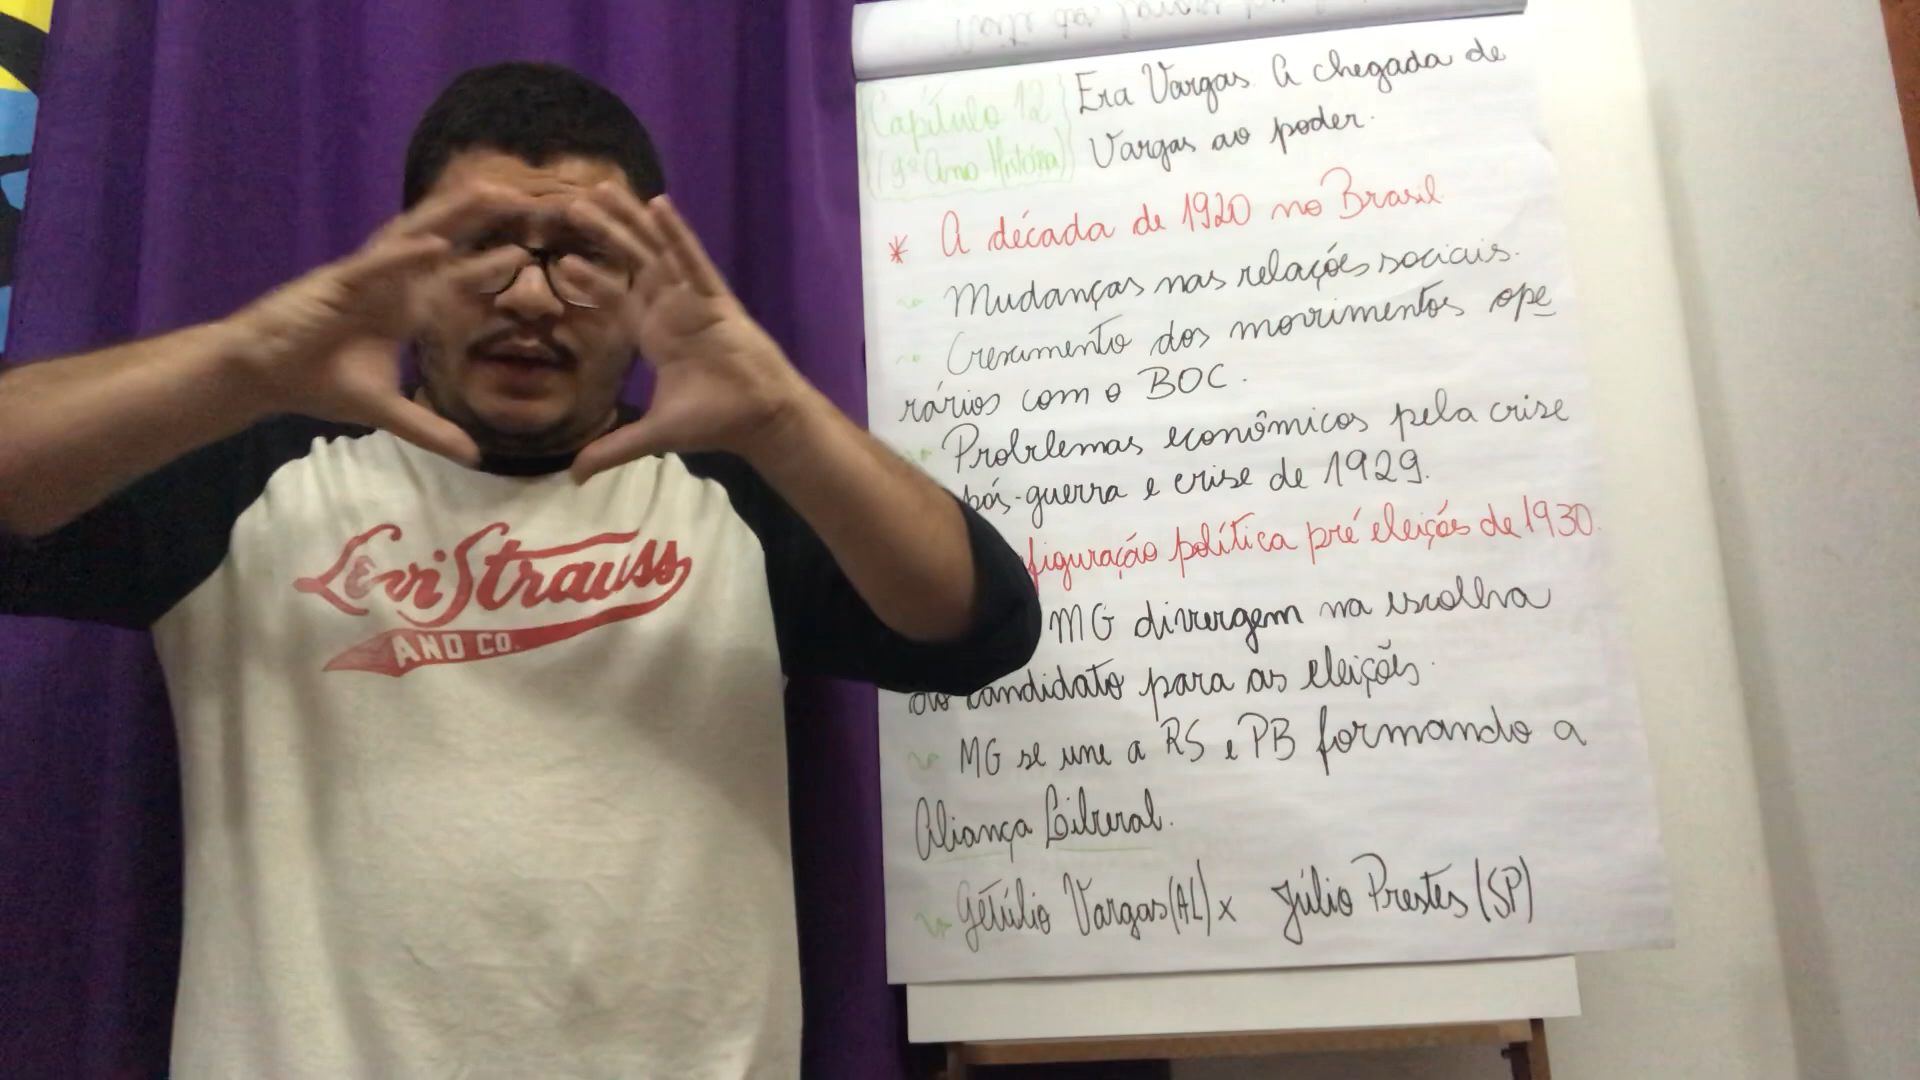 Capítulo 12
(9º Ano História)
Era Vargas. A chegada de
Vargas ao poder.
* A década de 1920 no Brasil.
Mudanças nas relações sociais.
Crescimento dos movimentos ope
rários com o BOC.
Problemas econômicos pela crise
pós-guerra e crise de 1929.
figuração política pré eleições de 1930.
MG divergem na escolha
do candidato para as eleições.
MG se une a RS e PB formando a
Aliança Liberal.
Getúlio Vargas (AL) x Júlio Prestes (SP)
Levi Strauss
AND CO.